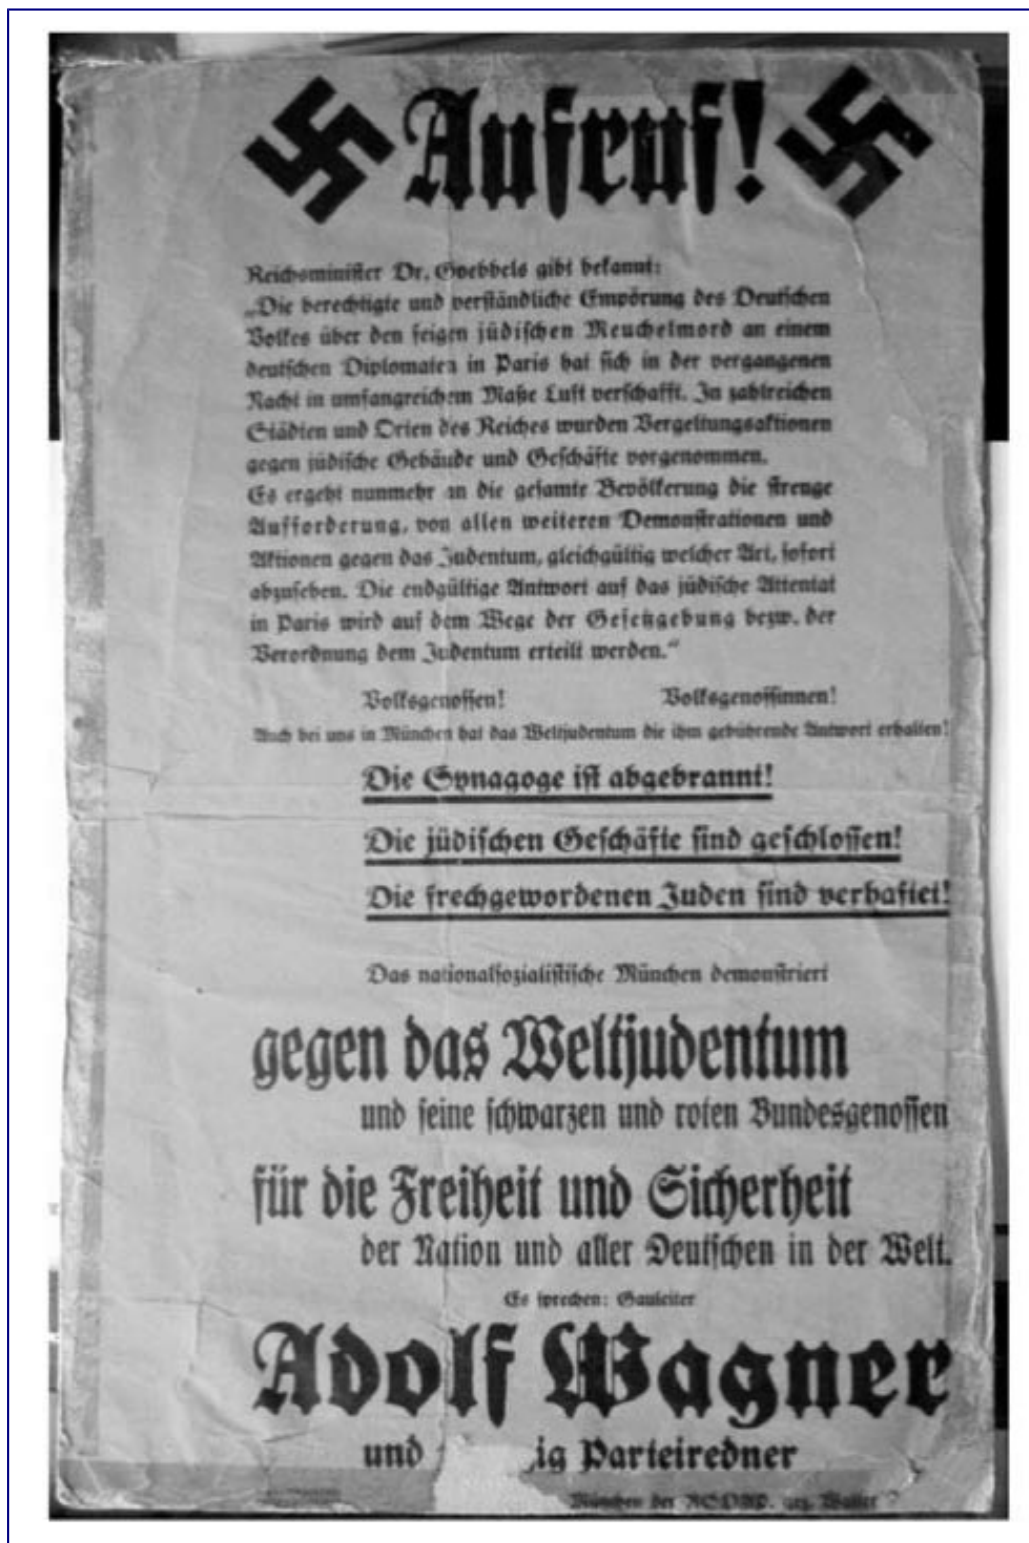 Aufruf!
Reichsminister Dr. Goebbels gibt bekannt:
„Die berechtigte und verständliche Empörung des Deutschen
Volkes über den feigen jüdischen Meuchelmord an einem
deutschen Diplomaten in Paris hat sich in der vergangenen
Nacht in umfangreichem Maße Luft verschafft. In zahlreichen
Städten und Orten des Reiches wurden Vergeltungsaktionen
gegen jüdische Gebäude und Geschäfte vorgenommen.
Es ergeht nunmehr an die gesamte Bevölkerung die strenge
Aufforderung, von allen weiteren Demonstrationen und
Aktionen gegen das Judentum, gleichgültig welcher Art, sofort
abzusehen. Die endgültige Antwort auf das jüdische Attentat
in Paris wird auf dem Wege der Gesetzgebung bezw. der
Verordnung dem Judentum erteilt werden.“
Volksgenossen! Volksgenossinnen!
Auch bei uns in München hat das Weltjudentum die ihm gebührende Antwort erhalten!
Die Synagoge ist abgebrannt!
Die jüdischen Geschäfte sind geschlossen!
Die frechgewordenen Juden sind verhaftet!
Das nationalsozialistische München demonstriert
gegen das Weltjudentum
und seine schwarzen und roten Bundesgenossen
für die Freiheit und Sicherheit
der Nation und aller Deutschen in der Welt.
Es sprechen: Gauleiter
Adolf Wagner
und ig Parteiredner
München der NSDAP. gez.